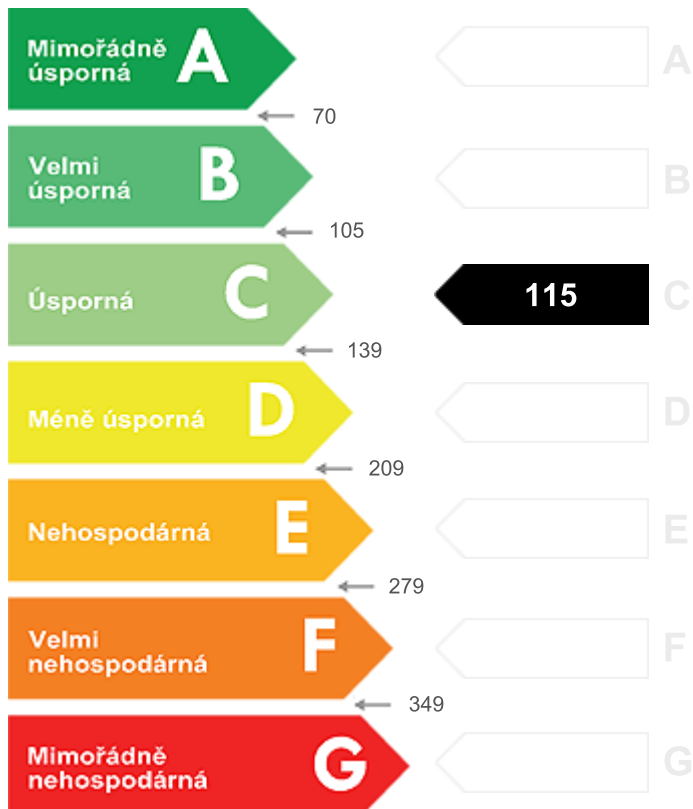 Mimořádně
úsporná
A
A
70
Velmi
úsporná
B
B
105
Úsporná
C
115
C
139
Méně úsporná
D
D
209
Nehospodárná
E
E
279
Velmi
nehospodárná
F
F
349
Mimořádně
nehospodárná
G
G